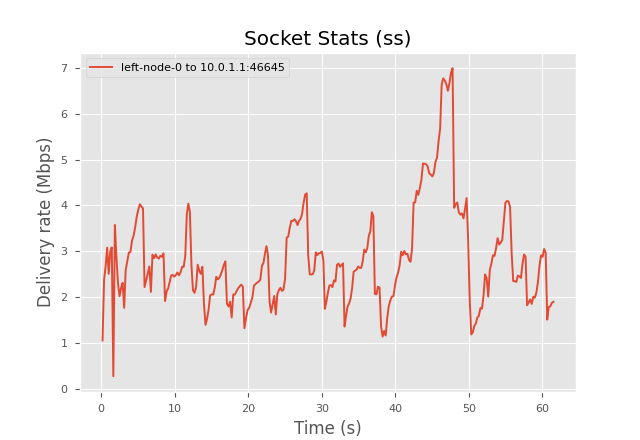 Socket Stats (ss)
left-node-0 to 10.0.1.1:46645
Delivery rate (Mbps)
7
6
5
4
3
2
1
0
0 10 20 30 40 50 60
Time (s)